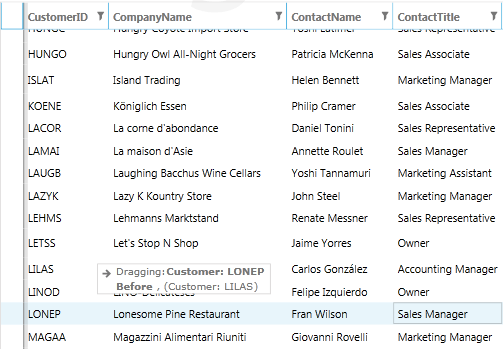 CustomerID CompanyName ContactName ContactTitle
HUNGC Hungry Coyote Import Store Yoshi Latimer Sales Representative
HUNGO Hungry Owl All-Night Grocers Patricia McKenna Sales Associate
ISLAT Island Trading Helen Bennett Marketing Manager
KOENE Königlich Essen Philip Cramer Sales Associate
LACOR La corne d'abondance Daniel Tonini Sales Representative
LAMAI La maison d'Asie Annette Roulet Sales Manager
LAUGB Laughing Bacchus Wine Cellars Yoshi Tannamuri Marketing Assistant
LAZYK Lazy K Kountry Store John Steel Marketing Manager
LEHMS Lehmanns Marktstand Renate Messner Sales Representative
LETSS Let's Stop N Shop Jaime Yorres Owner
LILAS Carlos González Accounting Manager
Dragging: Customer: LONEP
Before , (Customer: LILAS)
LINOD LINO-Delicateses Felipe Izquierdo Owner
LONEP Lonesome Pine Restaurant Fran Wilson Sales Manager
MAGAA Magazzini Alimentari Riuniti Giovanni Rovelli Marketing Manager